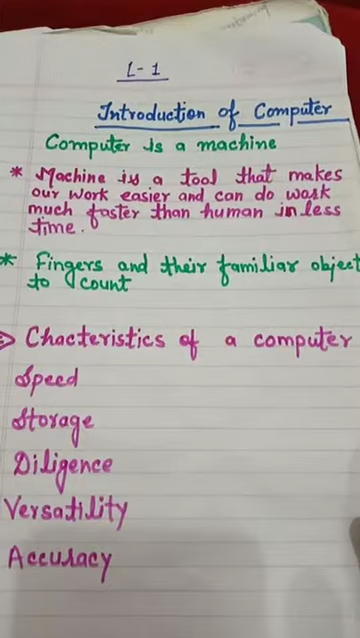 L-1
Introduction of Computer
Computer is a machine
* Machine is a tool that makes
our work easier and can do work
much faster than human in less
time.
* Fingers and their familiar object
to count
Chacteristics of a computer
Speed
Storage
Diligence
Versatility
Accuracy